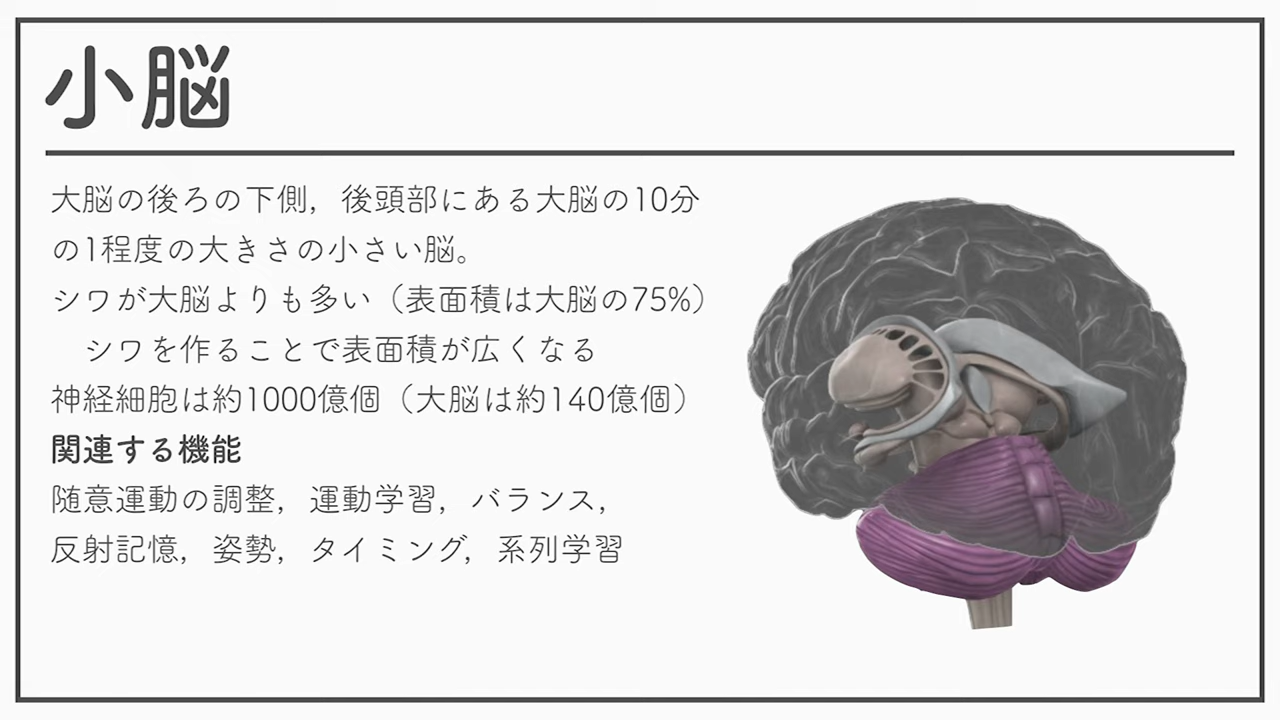 小脳
大脳の後ろの下側，後頭部にある大脳の10分
の1程度の大きさの小さい脳。
シワが大脳よりも多い（表面積は大脳の75%）
シワを作ることで表面積が広くなる
神経細胞は約1000億個（大脳は約140億個）
関連する機能
随意運動の調整，運動学習，バランス，
反射記憶，姿勢，タイミング，系列学習